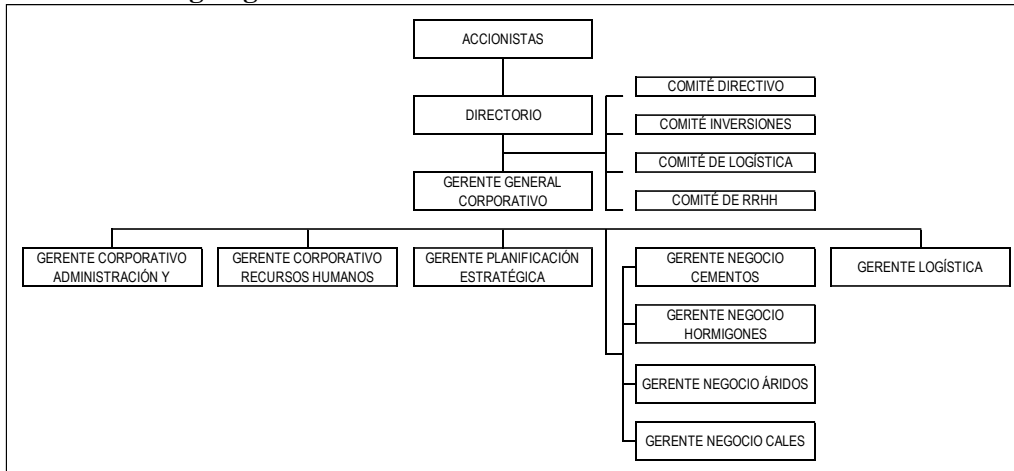 ACCIONISTAS
DIRECTORIO
COMITÉ DIRECTIVO
COMITÉ INVERSIONES
COMITÉ DE LOGÍSTICA
COMITÉ DE RRHH
GERENTE GENERAL
CORPORATIVO
GERENTE CORPORATIVO
ADMINISTRACIÓN Y
GERENTE CORPORATIVO
RECURSOS HUMANOS
GERENTE PLANIFICACIÓN
ESTRATÉGICA
GERENTE NEGOCIO
CEMENTOS
GERENTE LOGÍSTICA
GERENTE NEGOCIO
HORMIGONES
GERENTE NEGOCIO ÁRIDOS
GERENTE NEGOCIO CALES